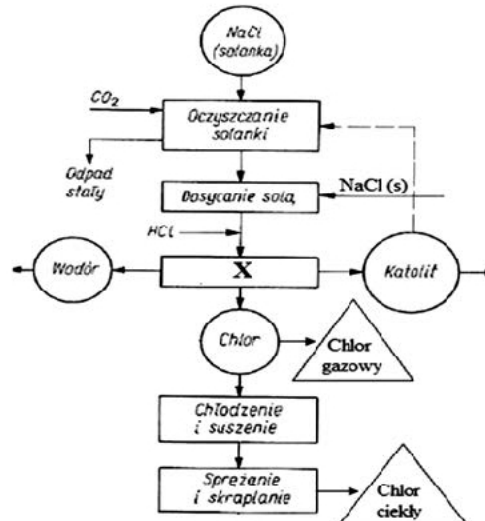 NaCl
(solanka)
CO2
Oczyszczanie
solanki
Odpad
stały
Dosycanie solą
NaCl (s)
HCl
Wodór
X
Katolit
Chlor
Chlor
gazowy
Chłodzenie
i suszenie
Sprężanie
i skraplanie
Chlor
ciekły